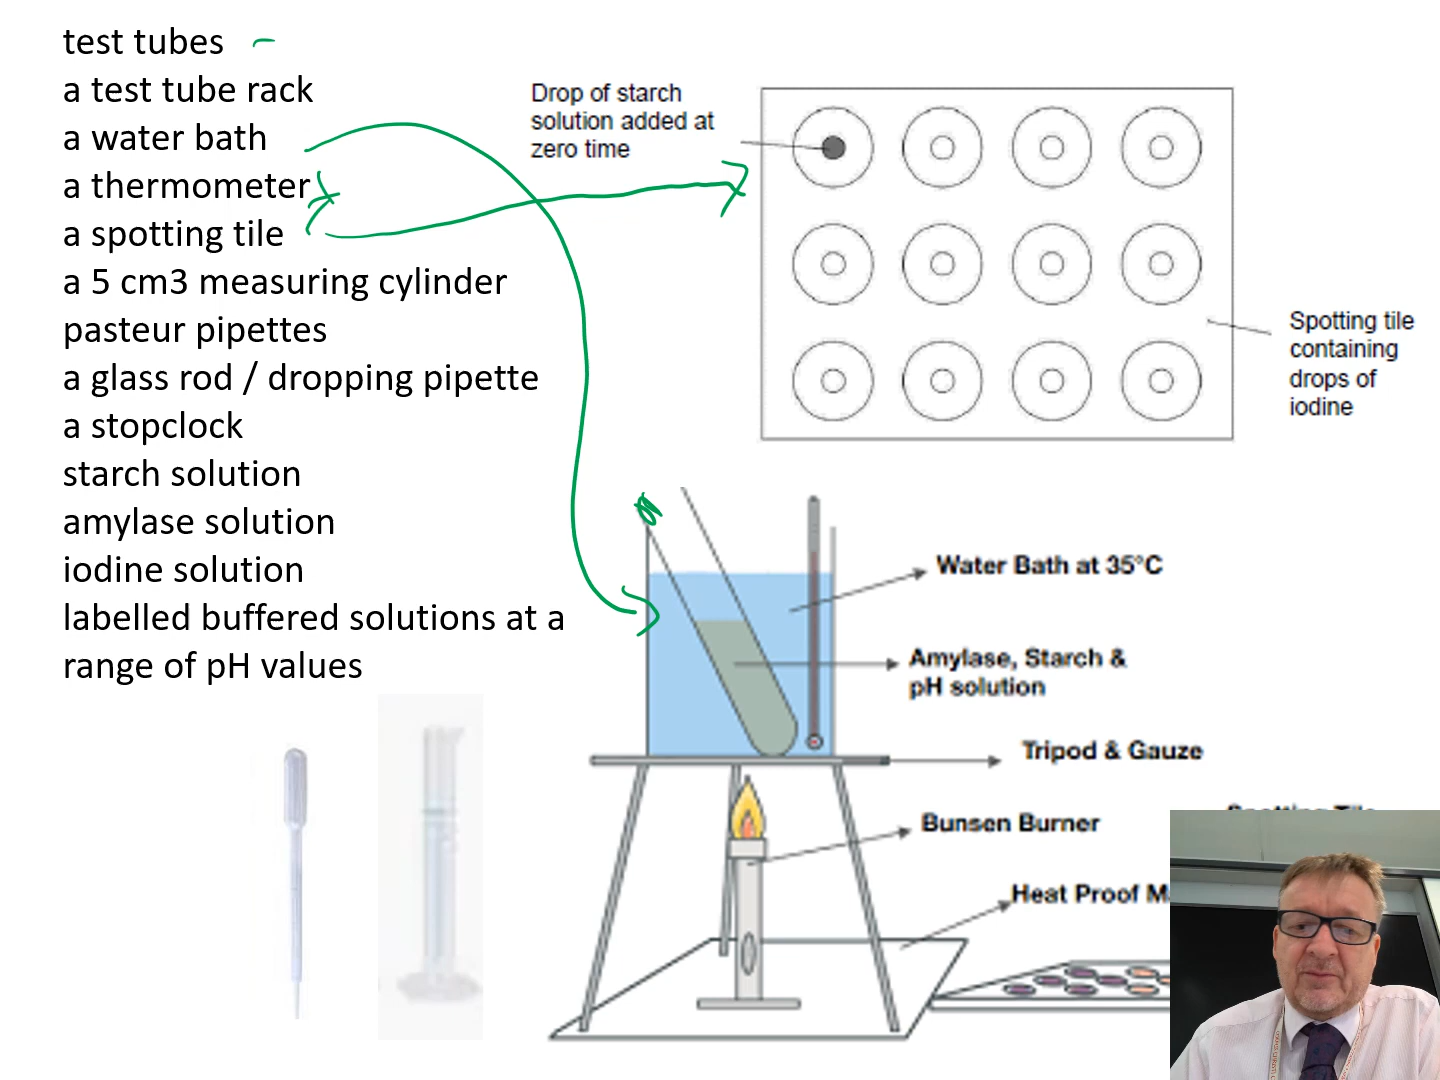 test tubes
a test tube rack
a water bath
a thermometer
a spotting tile
a 5 cm3 measuring cylinder
pasteur pipettes
a glass rod / dropping pipette
a stopclock
starch solution
amylase solution
iodine solution
labelled buffered solutions at a
range of pH values
Drop of starch
solution added at
zero time
Spotting tile
containing
drops of
iodine
Water Bath at 35°C
Amylase, Starch &
pH solution
Tripod & Gauze
Bunsen Burner
Heat Proof M